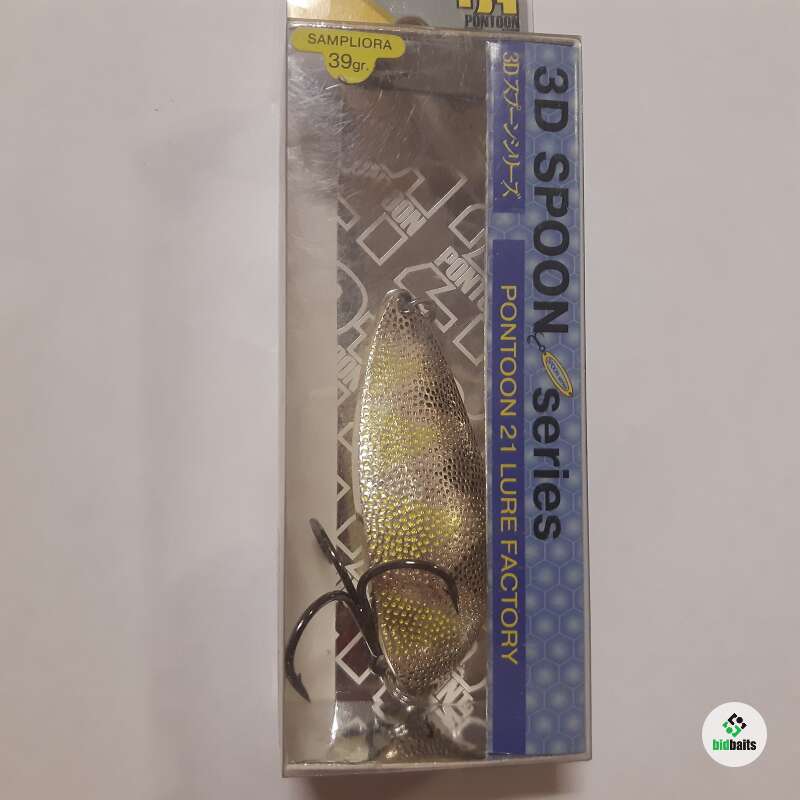 PONTOON
SAMPLIORA
39gr.
3D SPOON series
3Dスプーンシリーズ
PONTOON 21 LURE FACTORY
PONTOON
bidbaits